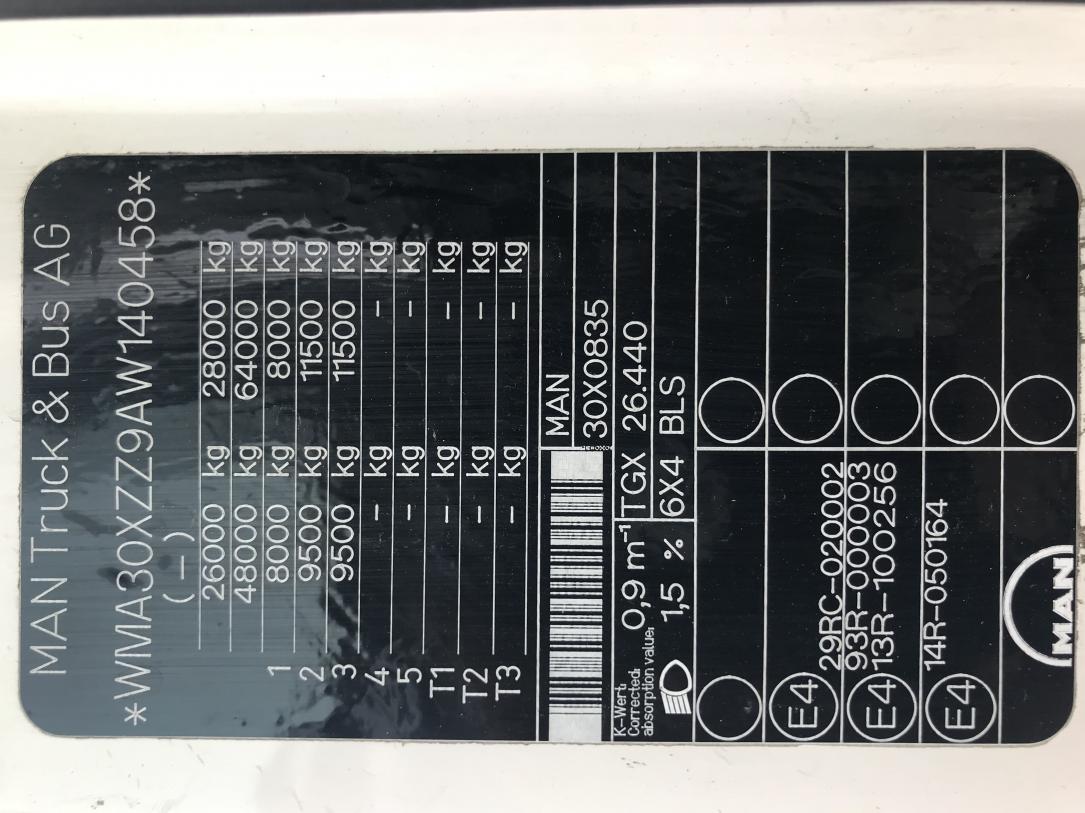 MAN Truck & Bus AG
*WMA30XZZ9AW140458*
(-)
26000 kg 28000 kg
48000 kg 64000 kg
1 8000 kg 8000 kg
2 9500 kg 11500 kg
3 9500 kg 11500 kg
4 - kg - kg
5 - kg - kg
T1 - kg - kg
T2 - kg - kg
T3 - kg - kg
MAN
30X0835
K-Wert:
Corrected:
absorption value:
0,9 m-1
TGX 26.440
1,5 %
6X4 BLS
E4 29RC-020002
93R-000003
E4 13R-100256
E4 14R-050164
MAN